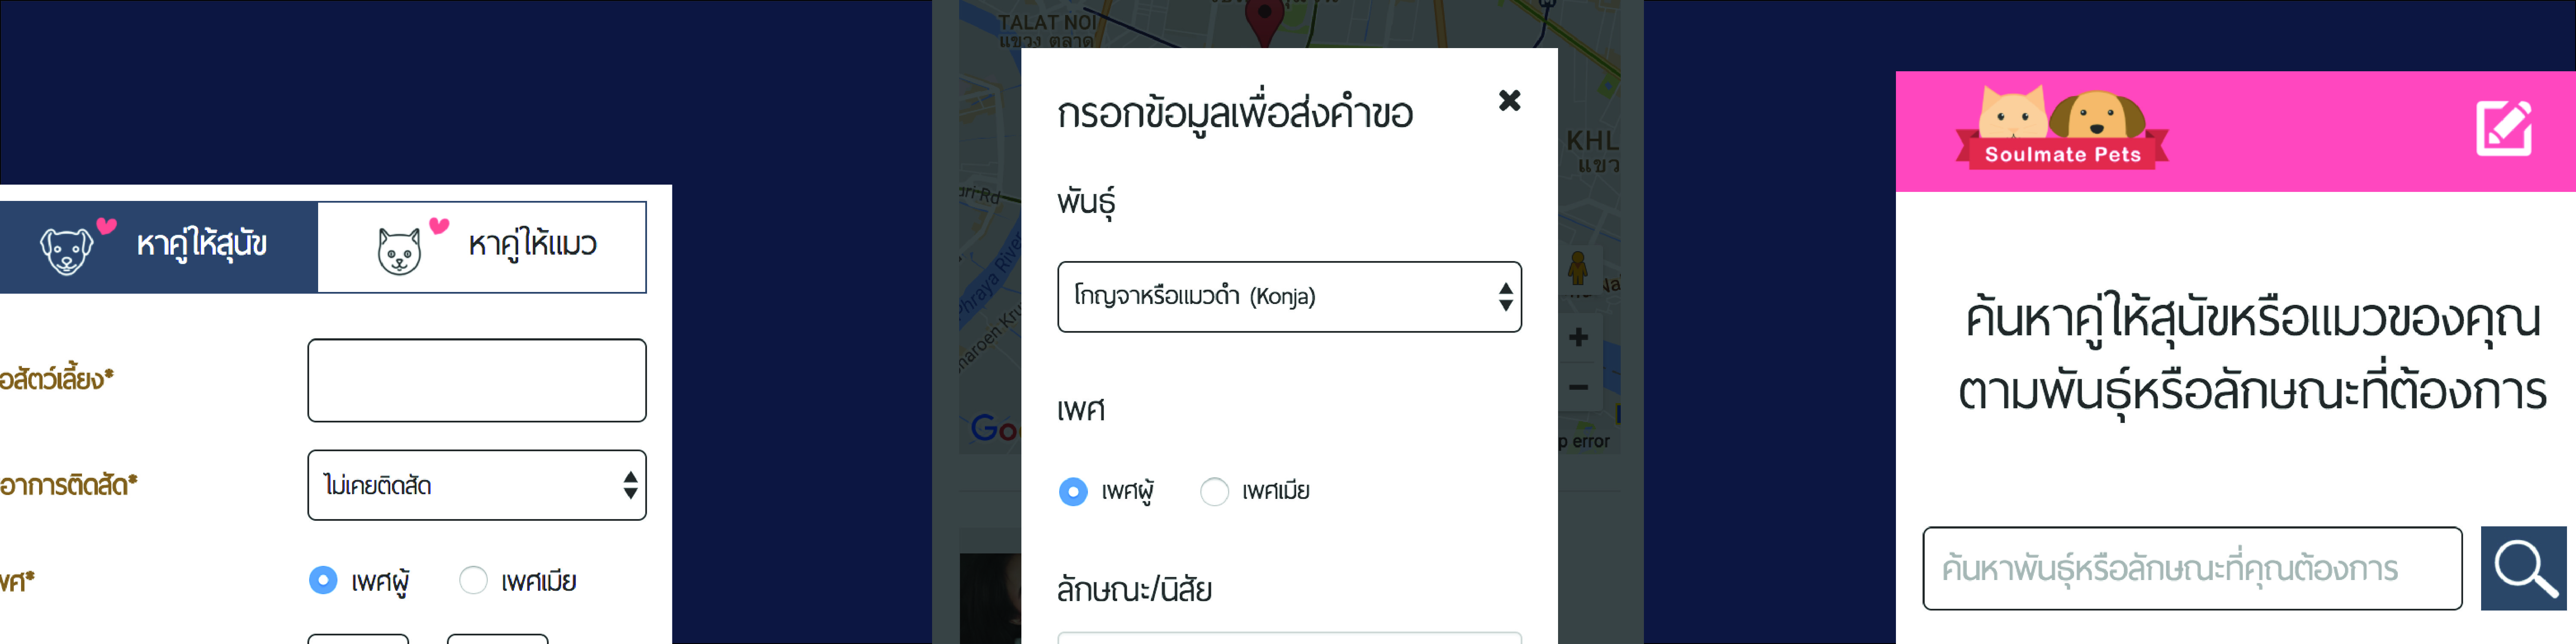 หาคู่ให้สุนัข
หาคู่ให้แมว
อสัตว์เลี้ยง*
อาการติดสัด*
ไม่เคยติดสัด
พศ*
เพศผู้
เพศเมีย
TALAT NOI
แขวง ตลาด
KHL
แขว
กรอกข้อมูลเพื่อส่งคำขอ
พันธุ์
โกญจาหรือแมวดำ (Konja)
เพศ
เพศผู้
เพศเมีย
ลักษณะ/นิสัย
uri Rd
Phraya River
haroen Kru
Na
Goo
p error
Soulmate Pets
ค้นหาคู่ให้สุนัขหรือแมวของคุณ
ตามพันธุ์หรือลักษณะที่ต้องการ
ค้นหาพันธุ์หรือลักษณะที่คุณต้องการ